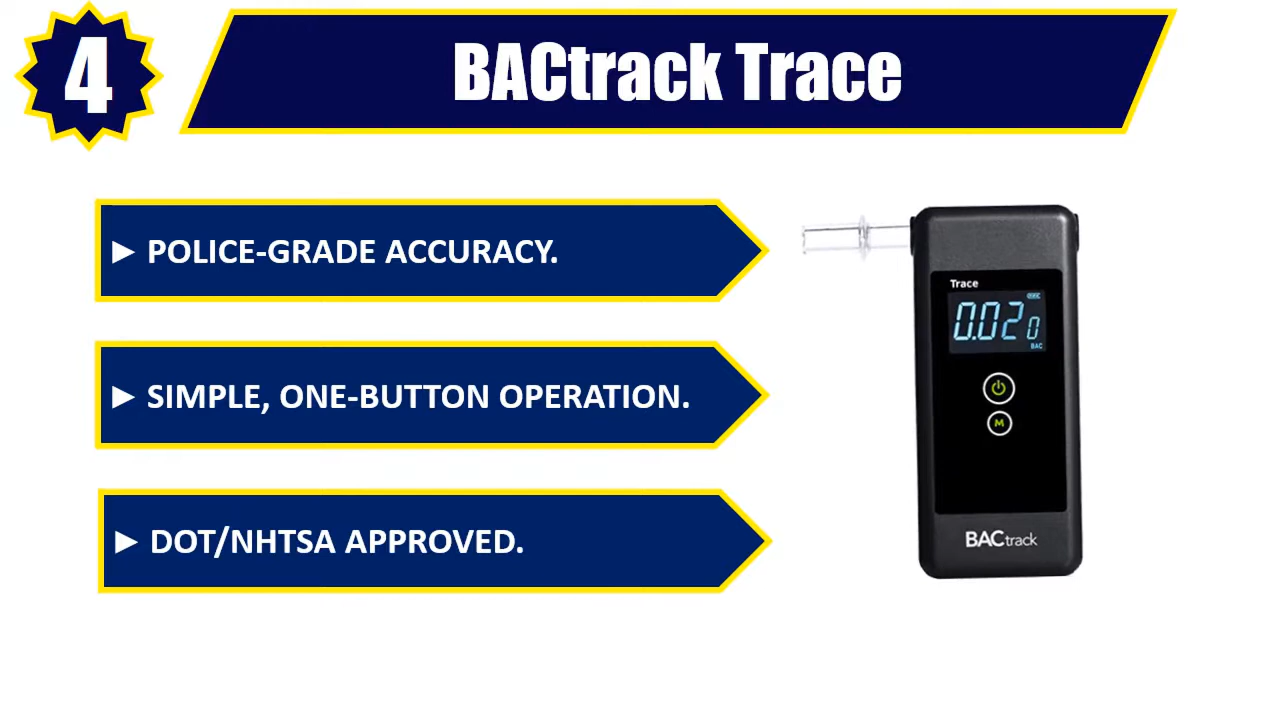 4
BACtrack Trace
► POLICE-GRADE ACCURACY.
► SIMPLE, ONE-BUTTON OPERATION.
► DOT/NHTSA APPROVED.
Trace
0.020
BAC
M
BACtrack